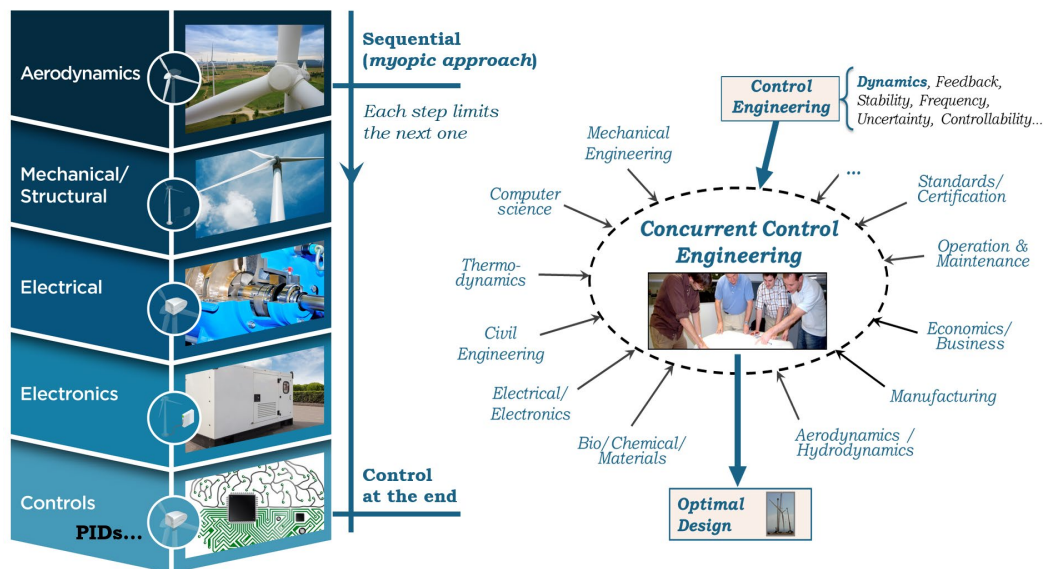 Aerodynamics
Mechanical/
Structural
Electrical
Electronics
Controls
PIDs...
Sequential
(myopic approach)
Each step limits
the next one
Control
at the end
Control
Engineering
Dynamics, Feedback,
Stability, Frequency,
Uncertainty, Controllability...
Mechanical
Engineering
...
Standards/
Certification
Computer
science
Concurrent Control
Engineering
Operation &
Maintenance
Thermo-
dynamics
Civil
Engineering
Economics/
Business
Electrical/
Electronics
Manufacturing
Bio/Chemical/
Materials
Aerodynamics /
Hydrodynamics
Optimal
Design